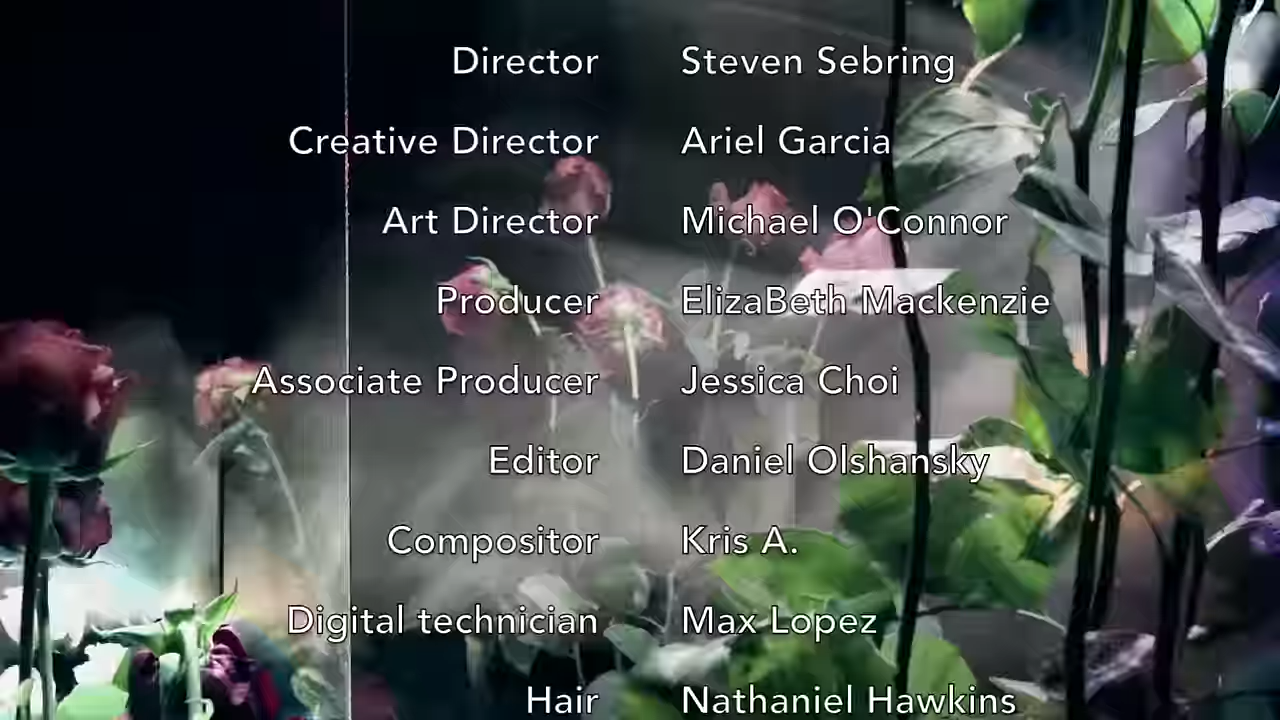 Director Steven Sebring
Creative Director Ariel Garcia
Art Director Michael O'Connor
Producer ElizaBeth Mackenzie
Associate Producer Jessica Choi
Editor Daniel Olshansky
Compositor Kris A.
Digital technician Max Lopez
Hair Nathaniel Hawkins